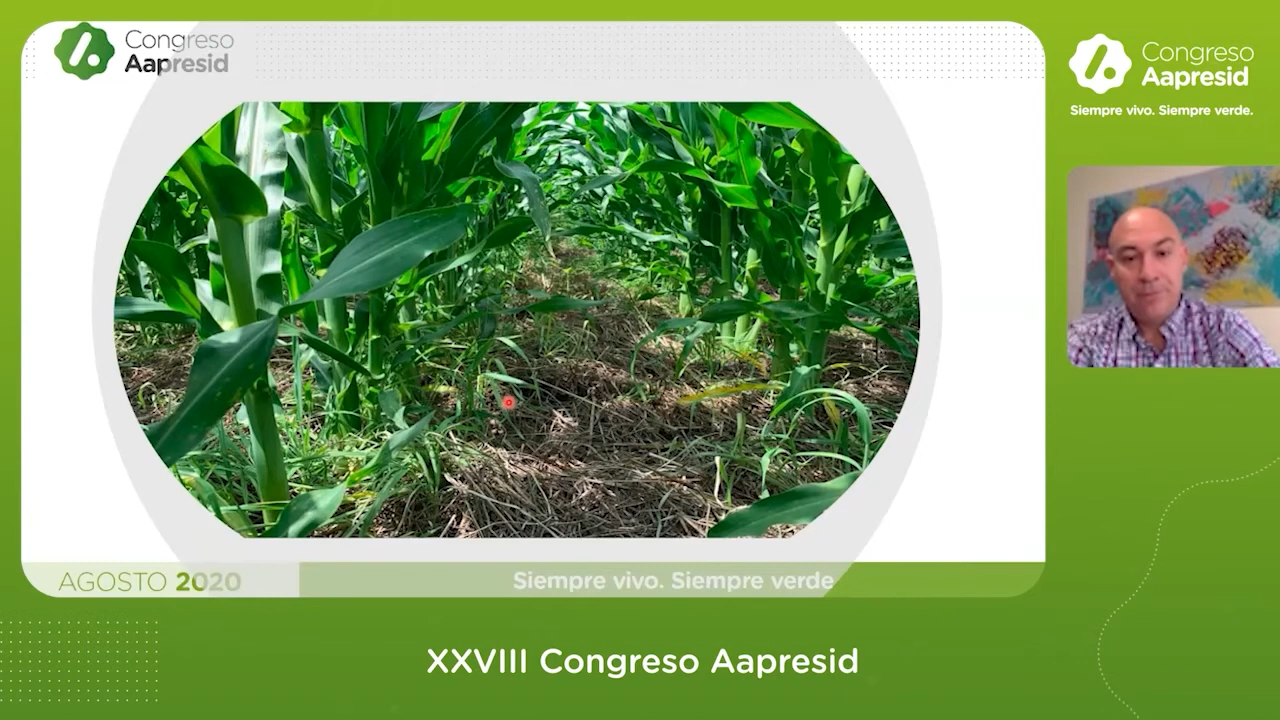 Congreso
Aapresid
Congreso
Aapresid
Siempre vivo. Siempre verde.
AGOSTO 2020
Siempre vivo. Siempre verde
XXVIII Congreso Aapresid